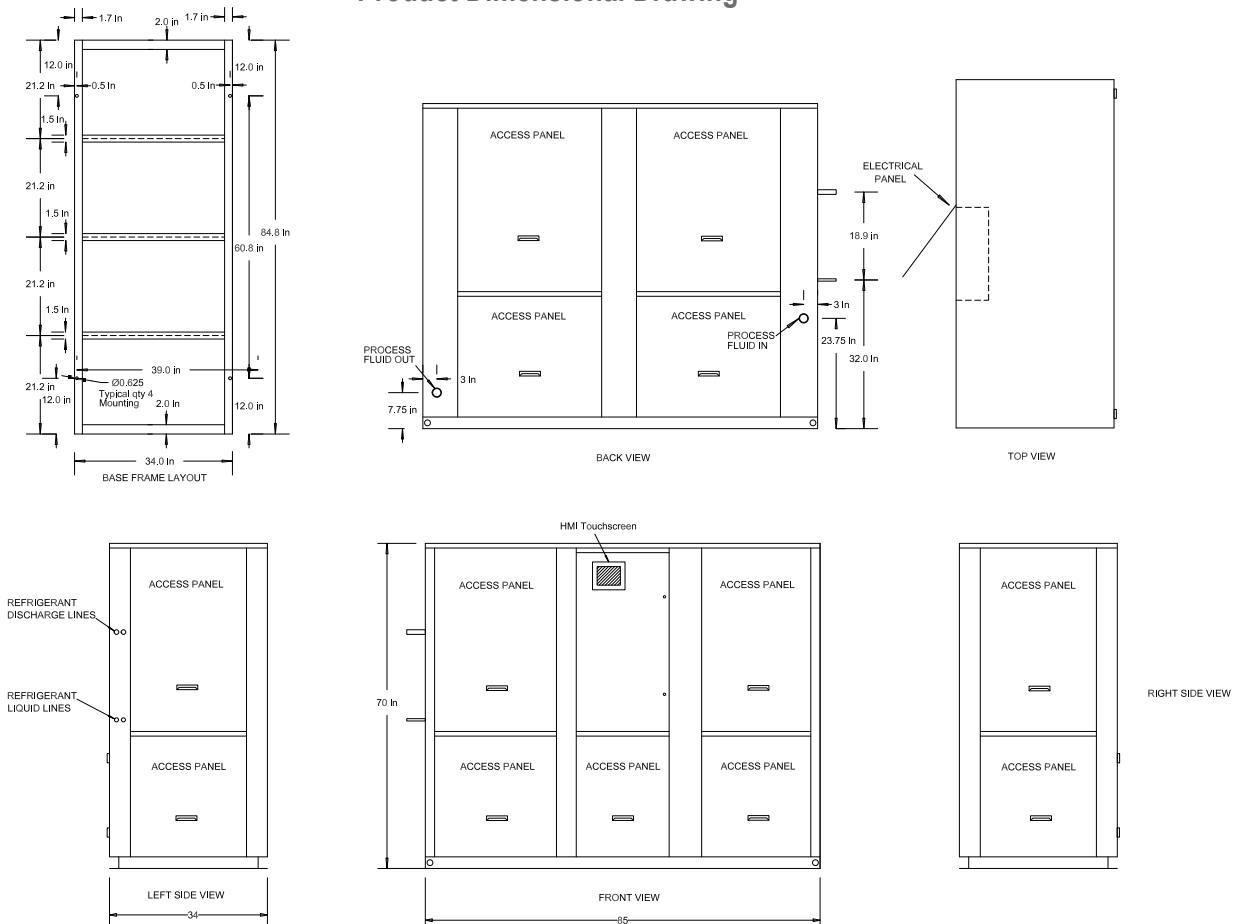 Product Dimensional Drawing
1.7 In
2.0 in
1.7 In
12.0 in
12.0 in
21.2 In
0.5 In
0.5 In
1.5 In
21.2 in
1.5 In
84.8 In
60.8 in
21.2 in
1.5 In
39.0 in
Ø0.625
Typical qty 4
Mounting
21.2 in
12.0 in
2.0 In
12.0 in
34.0 In
BASE FRAME LAYOUT
ACCESS PANEL
ACCESS PANEL
ACCESS PANEL
ACCESS PANEL
PROCESS
FLUID OUT
3 In
7.75 in
PROCESS
FLUID IN
3 In
23.75 In
18.9 in
32.0 In
BACK VIEW
ELECTRICAL
PANEL
TOP VIEW
ACCESS PANEL
REFRIGERANT
DISCHARGE LINES
REFRIGERANT
LIQUID LINES
ACCESS PANEL
LEFT SIDE VIEW
34
HMI Touchscreen
ACCESS PANEL
ACCESS PANEL
70 In
ACCESS PANEL
ACCESS PANEL
ACCESS PANEL
FRONT VIEW
85
ACCESS PANEL
ACCESS PANEL
RIGHT SIDE VIEW